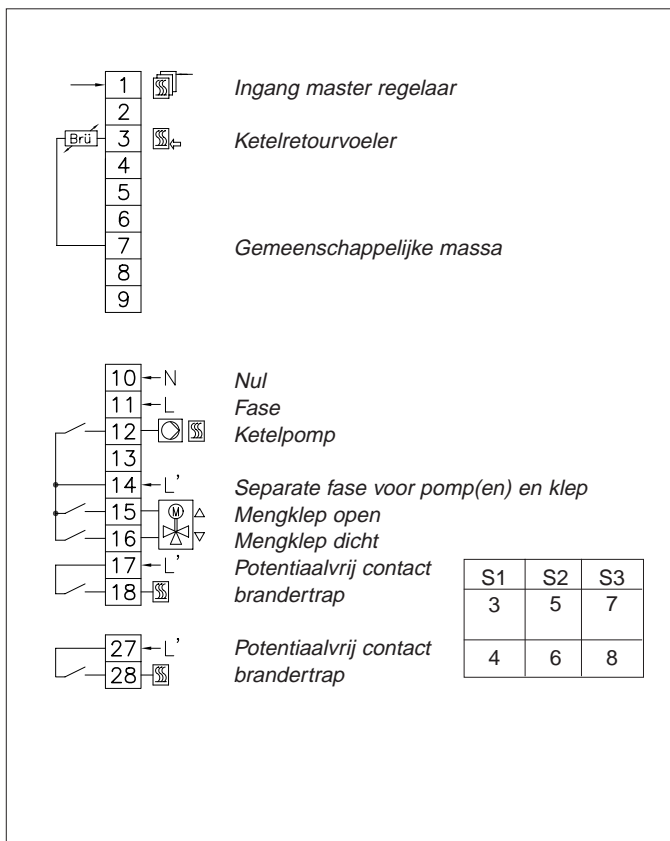 1 Ingang master regelaar
2
Brü 3 Ketelretourvoeler
4
5
6
7 Gemeenschappelijke massa
8
9
10 N Nul
11 L Fase
12 Ketelpomp
13
14 L' Separate fase voor pomp(en) en klep
15 M Mengklep open
16 Mengklep dicht
17 L' Potentiaalvrij contact
18 brandertrap
S1 S2 S3
3 5 7
4 6 8
27 L' Potentiaalvrij contact
28 brandertrap